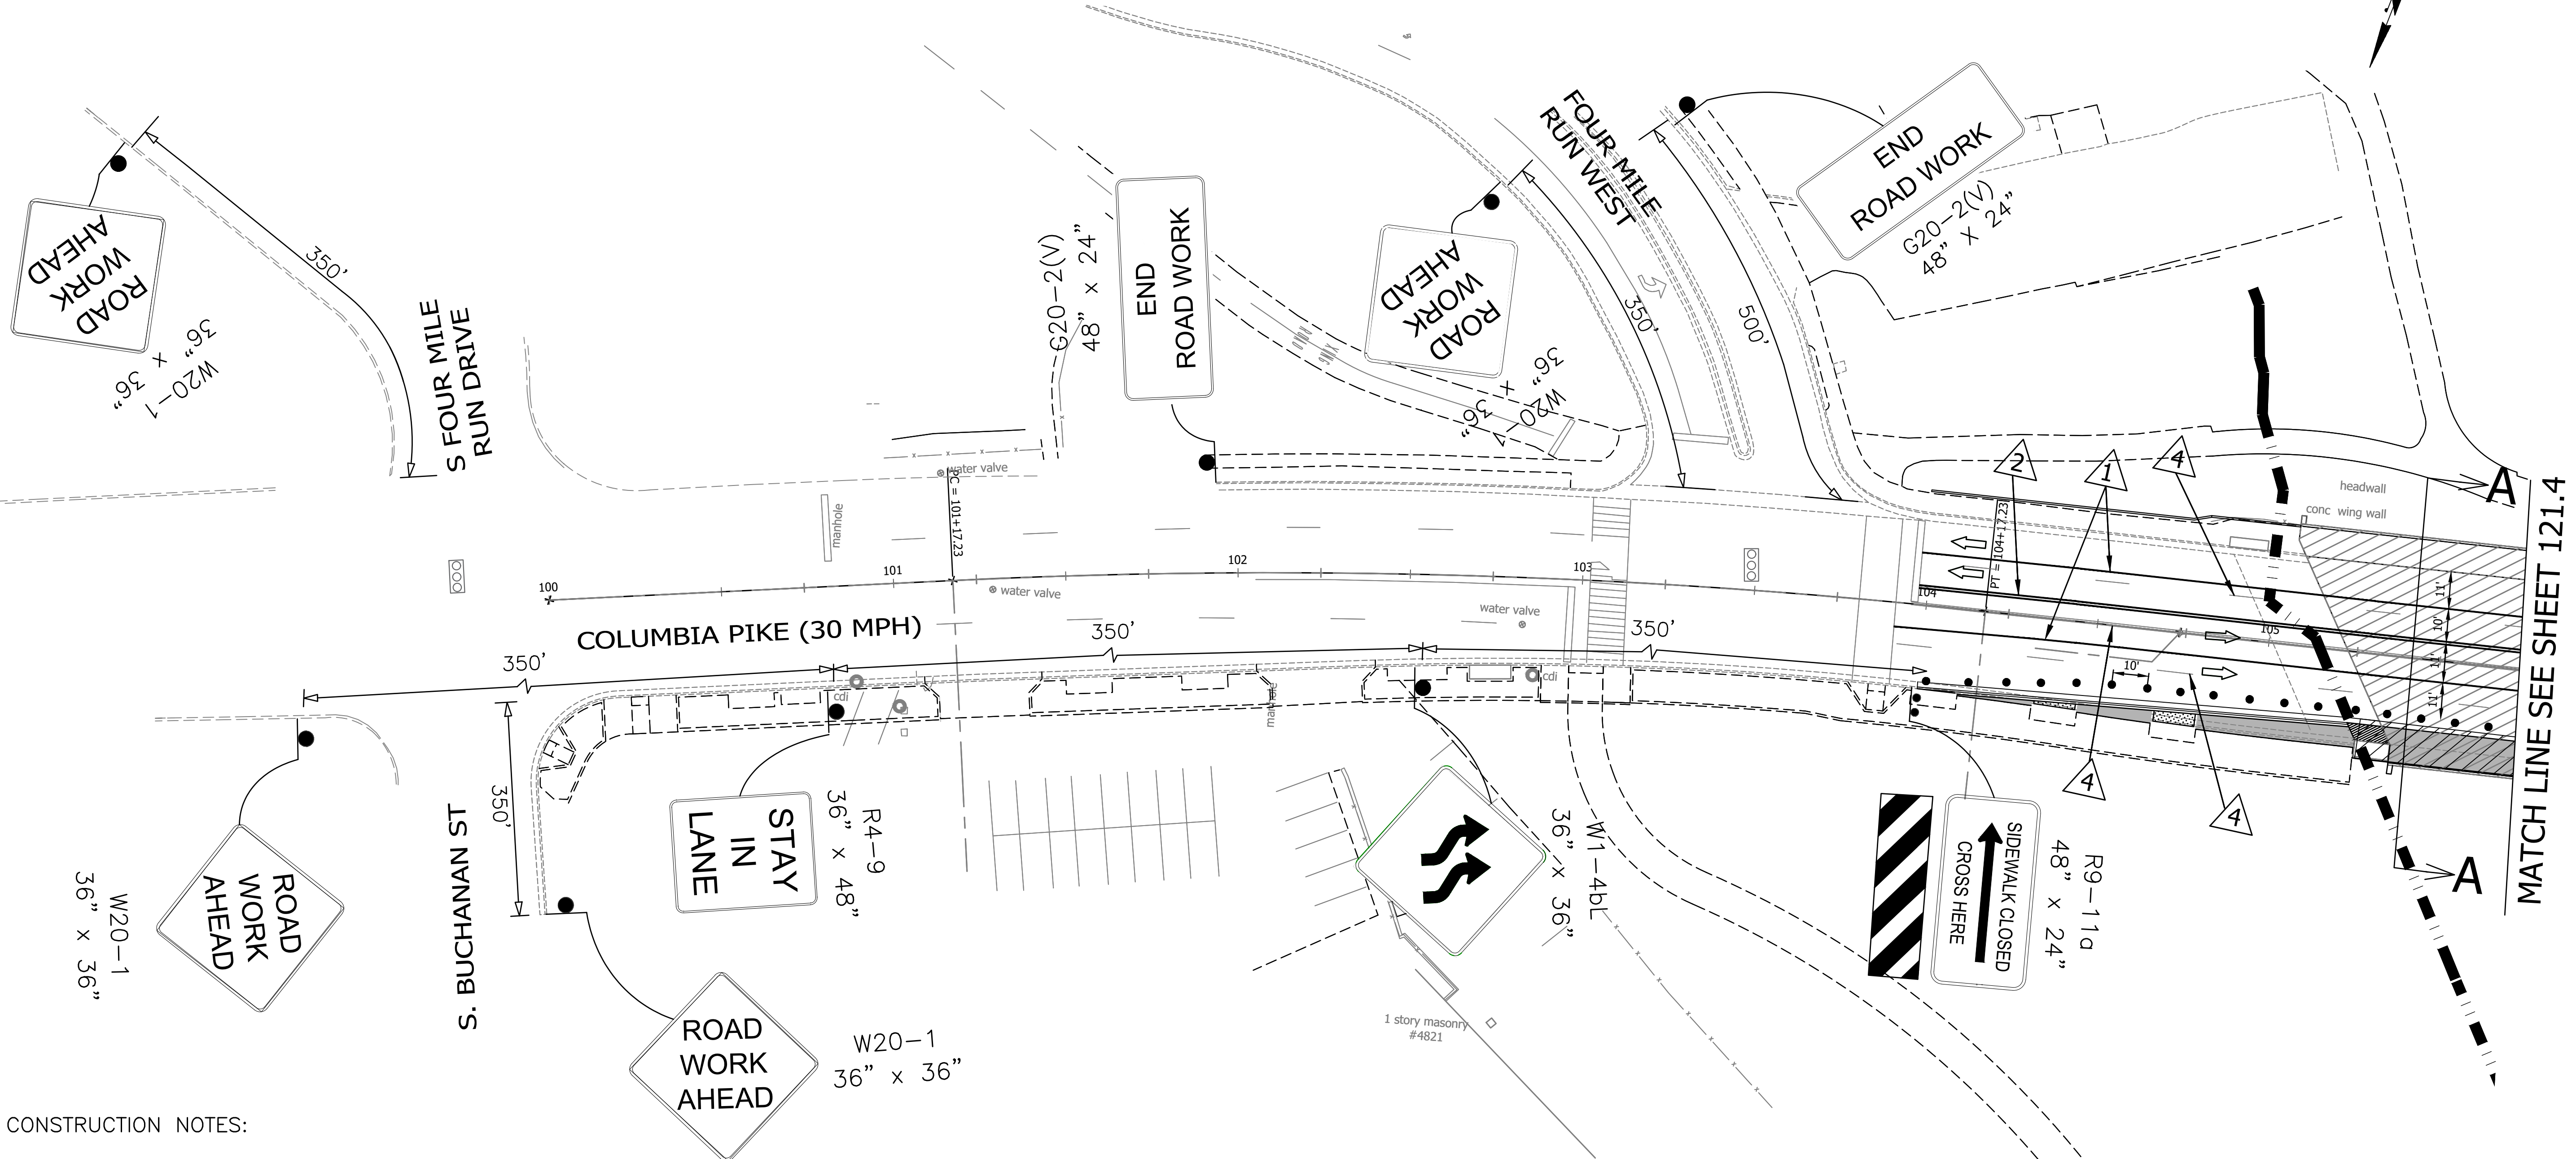 ROAD
WORK
AHEAD
W20-1
36" x
36"
350'
S FOUR MILE
RUN DRIVE
G20-2(V)
48" x 24"
END
ROAD WORK
ROAD
WORK
AHEAD
W20-1
36" x
36"
350'
FOUR MILE
RUN WEST
500'
END
ROAD WORK
G20-2(V)
48" X 24"
water valve
manhole
PC = 101+17.23
100
101
102
103
104
105
water valve
water valve
COLUMBIA PIKE (30 MPH)
350'
350'
350'
PT = 104+17.23
2
1
4
headwall
conc wing wall
A
11'
10'
11'
11'
10'
MATCH LINE SEE SHEET 121.4
cdi
manhole
cdi
350'
S. BUCHANAN ST
ROAD
WORK
AHEAD
W20-1
36" x 36"
STAY
IN
LANE
R4-9
36" x 48"
W1-4bL
36" x 36"
SIDEWALK CLOSED
CROSS HERE
R9-11a
48" x 24"
4
4
A
ROAD
WORK
AHEAD
W20-1
36" x 36"
1 story masonry
#4821
CONSTRUCTION NOTES: